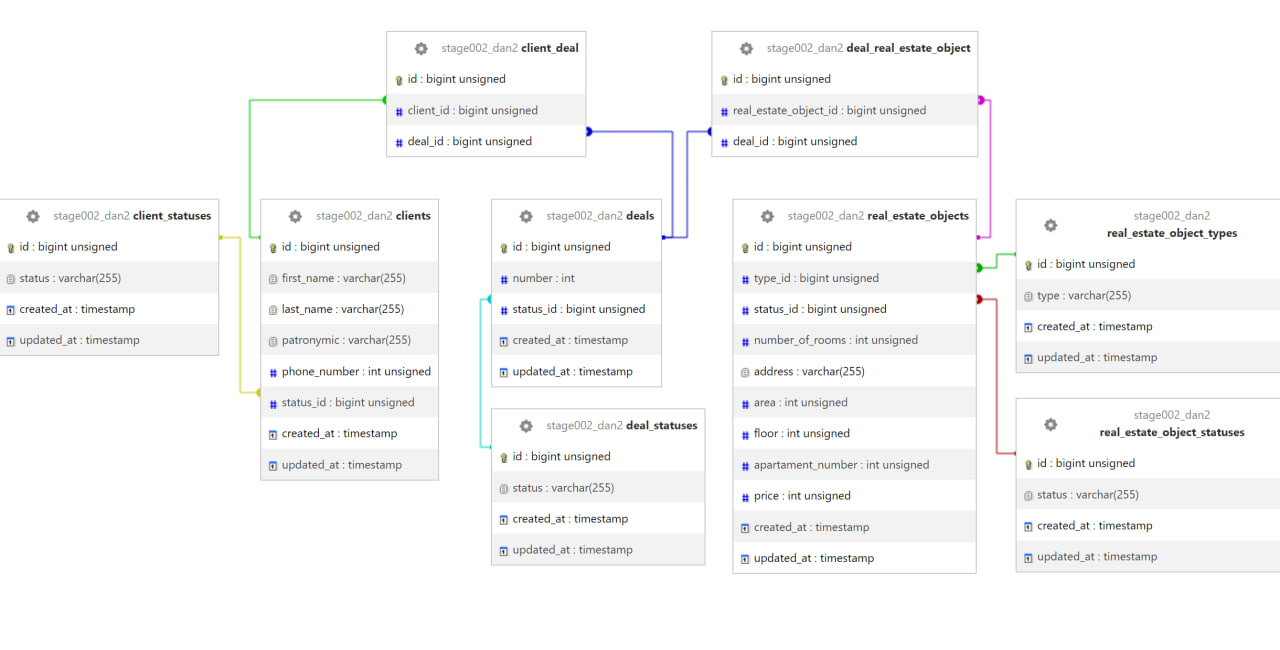 stage002_dan2 client_deal
id : bigint unsigned
client_id : bigint unsigned
deal_id : bigint unsigned
stage002_dan2 deal_real_estate_object
id : bigint unsigned
real_estate_object_id : bigint unsigned
deal_id : bigint unsigned
stage002_dan2 client_statuses
id : bigint unsigned
status : varchar(255)
created_at : timestamp
updated_at : timestamp
stage002_dan2 clients
id : bigint unsigned
first_name : varchar(255)
last_name : varchar(255)
patronymic : varchar(255)
phone_number : int unsigned
status_id : bigint unsigned
created_at : timestamp
updated_at : timestamp
stage002_dan2 deals
id : bigint unsigned
number : int
status_id : bigint unsigned
created_at : timestamp
updated_at : timestamp
stage002_dan2 deal_statuses
id : bigint unsigned
status : varchar(255)
created_at : timestamp
updated_at : timestamp
stage002_dan2 real_estate_objects
id : bigint unsigned
type_id : bigint unsigned
status_id : bigint unsigned
number_of_rooms : int unsigned
address : varchar(255)
area : int unsigned
floor : int unsigned
apartament_number : int unsigned
price : int unsigned
created_at : timestamp
updated_at : timestamp
stage002_dan2
real_estate_object_types
id : bigint unsigned
type : varchar(255)
created_at : timestamp
updated_at : timestamp
stage002_dan2
real_estate_object_statuses
id : bigint unsigned
status : varchar(255)
created_at : timestamp
updated_at : timestamp